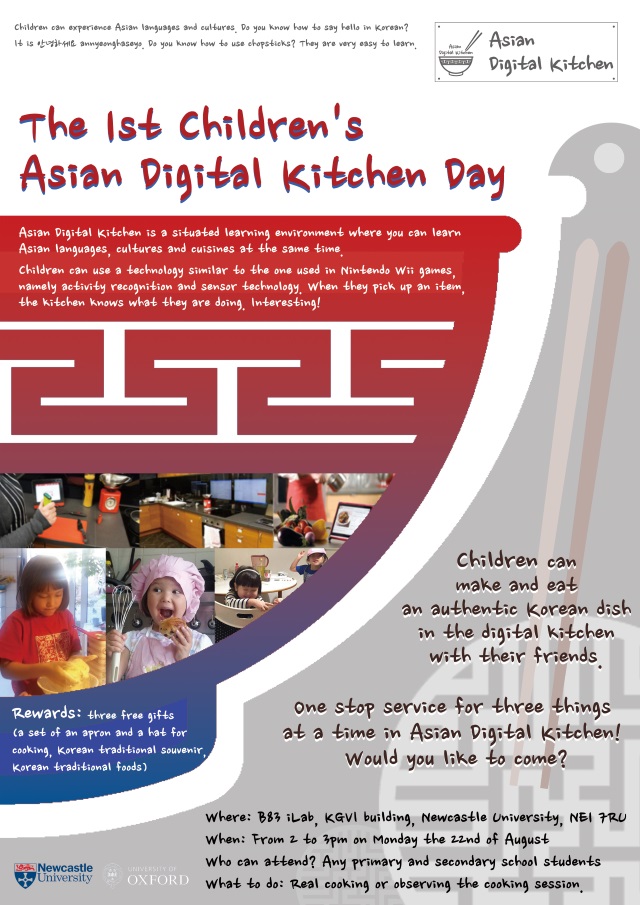 Children can experience Asian languages and cultures. Do you know how to say hello in Korean?
It is 안녕하세요 annyeonghaseyo. Do you know how to use chopsticks? They are very easy to learn.
Asian
Digital Kitchen
Asian
Digital Kitchen
The 1st Children's
Asian Digital Kitchen Day
Asian Digital Kitchen is a situated learning environment where you can learn
Asian languages, cultures and cuisines at the same time.
Children can use a technology similar to the one used in Nintendo Wii games,
namely activity recognition and sensor technology. When they pick up an item,
the kitchen knows what they are doing. Interesting!
Children can
make and eat
an authentic Korean dish
in the digital kitchen
with their friends.
Rewards: three free gifts
(a set of an apron and a hat for
cooking, Korean traditional souvenir,
Korean traditional foods)
One stop service for three things
at a time in Asian Digital Kitchen!
Would you like to come?
Where: B83 iLab, KGVI building, Newcastle University, NE1 7RU
When: From 2 to 3pm on Monday the 22nd of August
Who can attend? Any primary and secondary school students
What to do: Real cooking or observing the cooking session.
Newcastle
University
UNIVERSITY OF
OXFORD